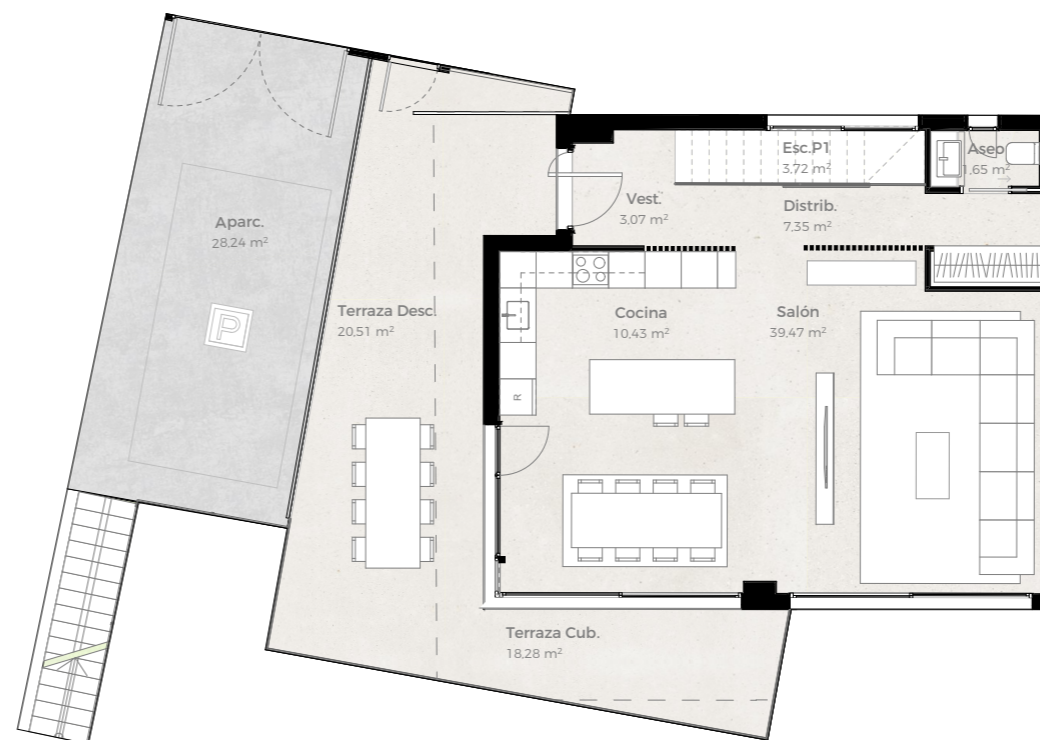 Esc.P1
3,72 m²
Aseo
1.65 m²
Vest.
3,07 m²
Distrib.
7,35 m²
Aparc.
28,24 m²
Terraza Desc.
20,51 m²
Cocina
10,43 m²
Salón
39,47 m²
P
R
Terraza Cub.
18,28 m²